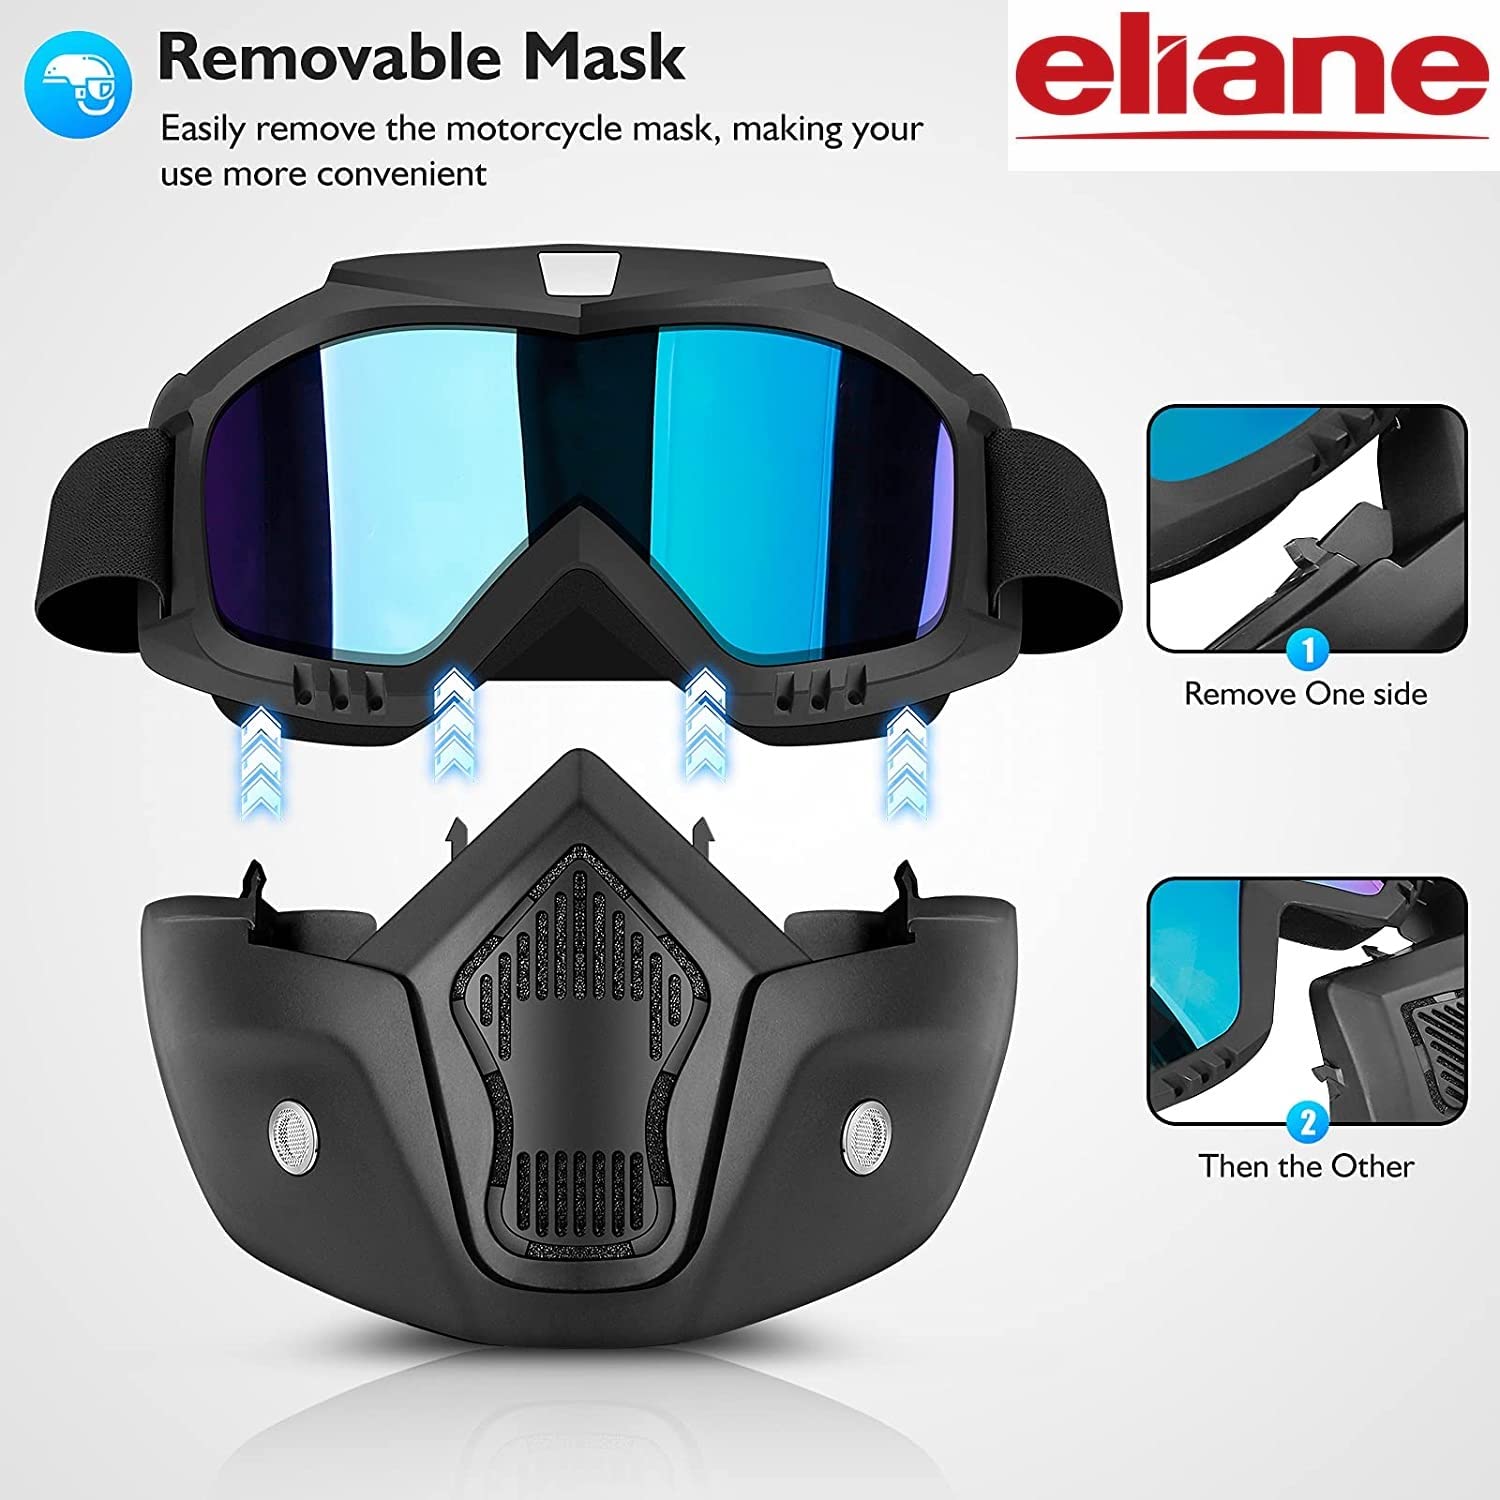 Removable Mask
Easily remove the motorcycle mask, making your
use more convenient
eliane
1
Remove One side
2
Then the Other